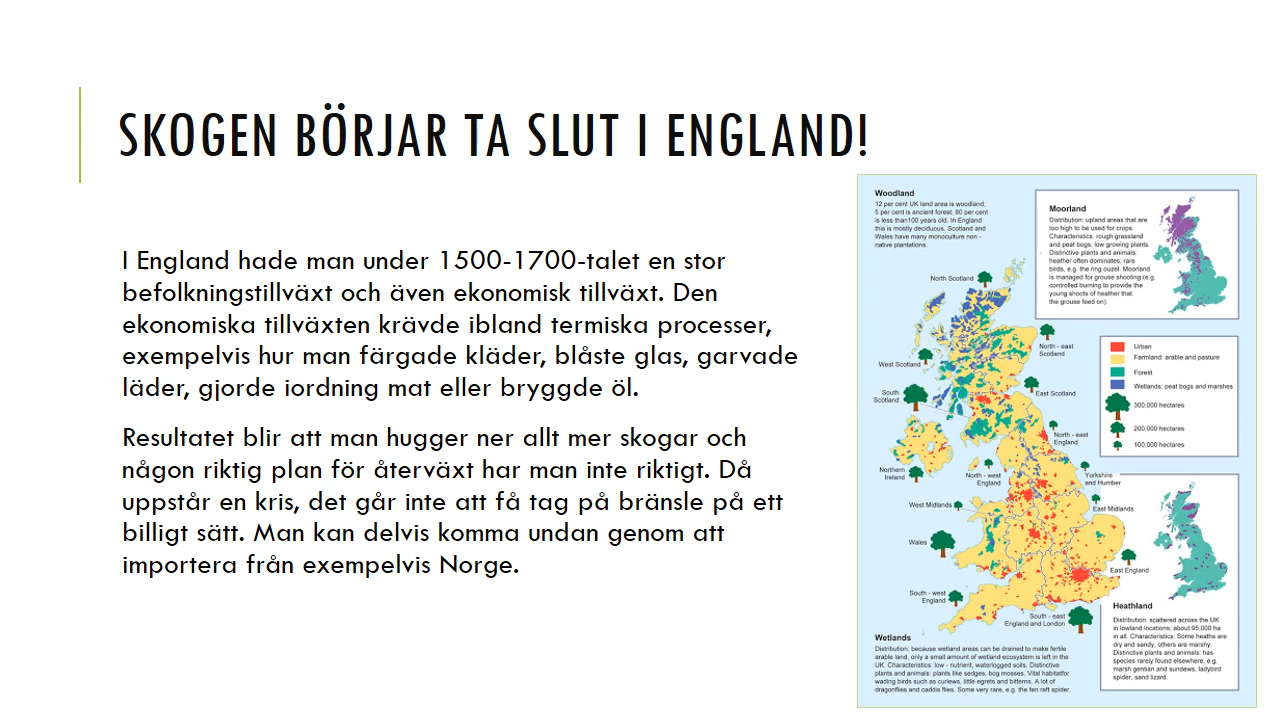 SKOGEN BÖRJAR TA SLUT I ENGLAND!
I England hade man under 1500-1700-talet en stor
befolkningstillväxt och även ekonomisk tillväxt. Den
ekonomiska tillväxten krävde ibland termiska processer,
exempelvis hur man färgade kläder, blåste glas, garvade
läder, gjorde iordning mat eller bryggde öl.
Resultatet blir att man hugger ner allt mer skogar och
någon riktig plan för återväxt har man inte riktigt. Då
uppstår en kris, det går inte att få tag på bränsle på ett
billigt sätt. Man kan delvis komma undan genom att
importera från exempelvis Norge.
Woodland
12 per cent UK land area is woodland;
5 per cent is ancient forest; 80 per cent
is less than100 years old. In England
this is mostly deciduous. Scotland and
Wales have many monoculture non -
native plantations.
Moorland
Distribution: upland areas that are
too high to be used for crops.
Characteristics: rough grassland
and peat bogs, low growing plants.
Distinctive plants and animals:
heather often dominates; rare
birds, e.g. the ring ouzel. Moorland
is managed for grouse shooting (e.g.
controlled burning to provide the
young shoots of heather that
the grouse feed on).
North Scotland
North - east
Scotland
West Scotland
South
Scotland
East Scotland
North - east
England
Northern
Ireland
North - west
England
Yorkshire
and Humber
West Midlands
East Midlands
Wales
East England
South - west
England
South - east
England and London
Urban
Farmland: arable and pasture
Forest
Wetlands: peat bogs and marshes
300,000 hectares
200,000 hectares
100,000 hectares
Heathland
Distribution: scattered across the UK
in lowland locations; about 95,000 ha
in all. Characteristics: Some heaths are
dry and sandy, others are marshy.
Distinctive plants and animals: has
species rarely found elsewhere, e.g.
marsh gentian and sundews, ladybird
spider, sand lizard.
Wetlands
Distribution: because wetland areas can be drained to make fertile
arable land, only a small amount of wetland ecosystem is left in the
UK. Characteristics: low - nutrient, waterlogged soils. Distinctive
plants and animals: plants like sedges, bog mosses. Vital habitatfor
wading birds such as curlews, little egrets and bitterns. A lot of
dragonflies and caddis flies. Some very rare, e.g. the fen raft spider.